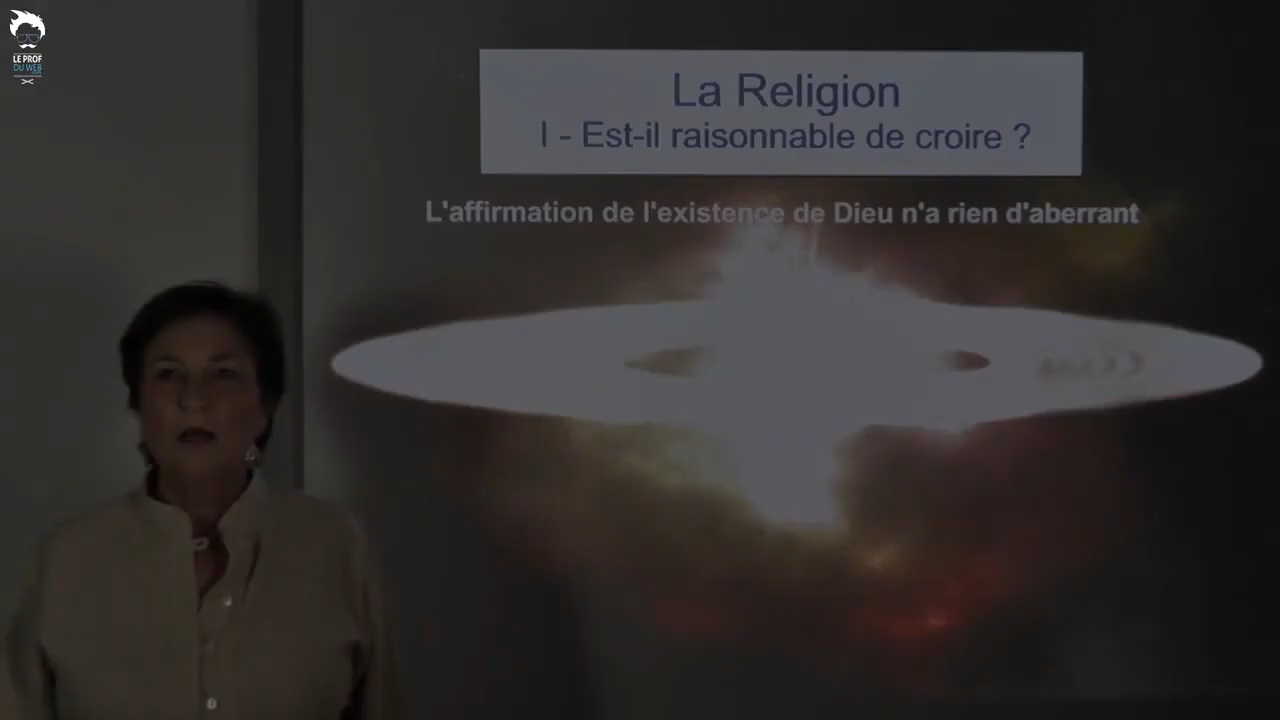 LE PROF
DU WEB
La Religion
I - Est-il raisonnable de croire ?
L'affirmation de l'existence de Dieu n'a rien d'aberrant